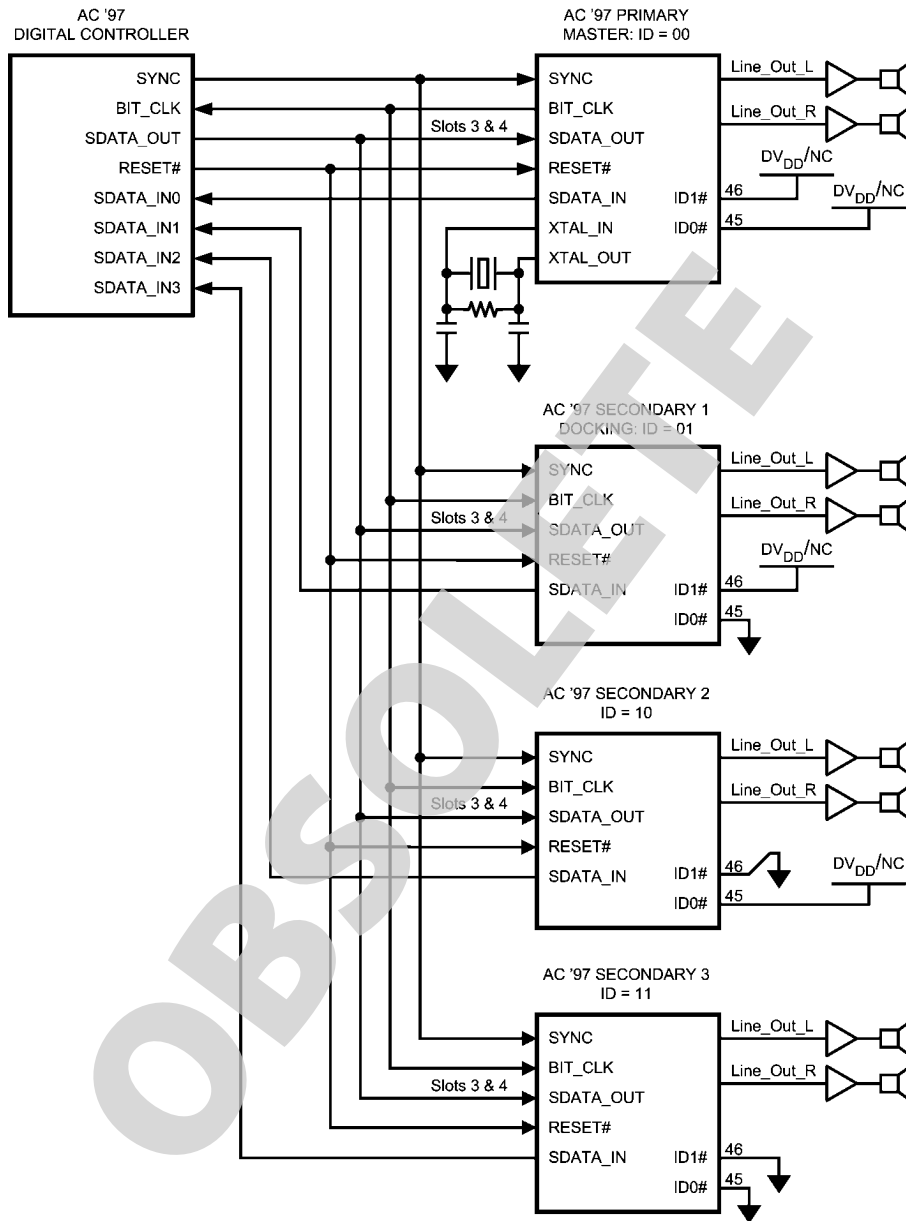 AC '97
DIGITAL CONTROLLER
SYNC
BIT_CLK
SDATA_OUT
RESET#
SDATA_IN0
SDATA_IN1
SDATA_IN2
SDATA_IN3
AC '97 PRIMARY
MASTER: ID = 00
SYNC
BIT_CLK
Slots 3 & 4
SDATA_OUT
RESET#
SDATA_IN
XTAL_IN
XTAL_OUT
ID1#
ID0#
46
45
Line_Out_L
Line_Out_R
DVDD/NC
DVDD/NC
AC '97 SECONDARY 1
DOCKING: ID = 01
SYNC
BIT_CLK
Slots 3 & 4
SDATA_OUT
RESET#
SDATA_IN
ID1#
ID0#
46
45
Line_Out_L
Line_Out_R
DVDD/NC
AC '97 SECONDARY 2
ID = 10
SYNC
BIT_CLK
Slots 3 & 4
SDATA_OUT
RESET#
SDATA_IN
ID1#
ID0#
46
45
Line_Out_L
Line_Out_R
DVDD/NC
AC '97 SECONDARY 3
ID = 11
SYNC
BIT_CLK
Slots 3 & 4
SDATA_OUT
RESET#
SDATA_IN
ID1#
ID0#
46
45
Line_Out_L
Line_Out_R
OBSOLETE